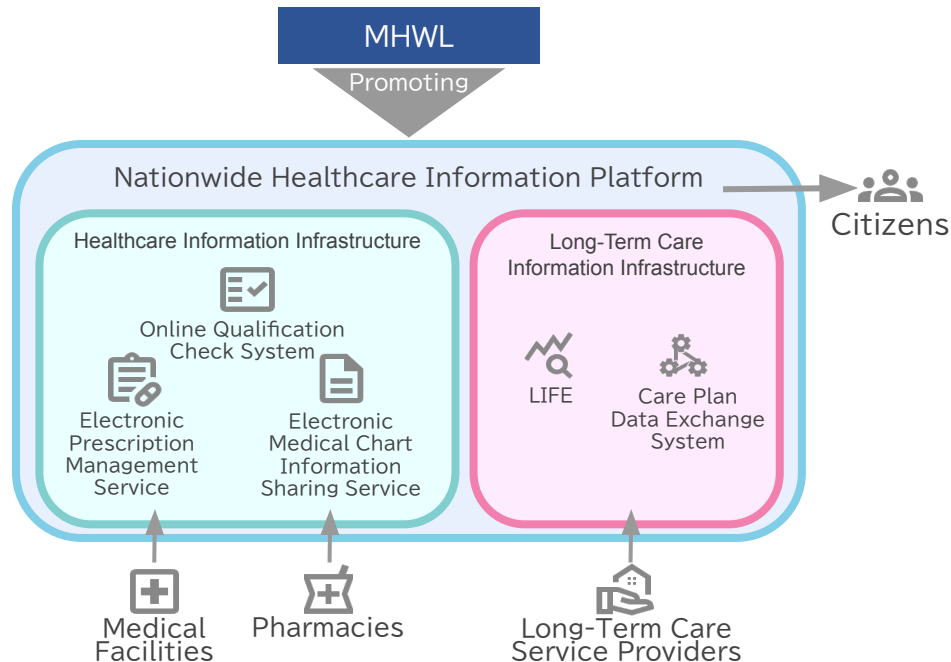 MHWL
Promoting
Nationwide Healthcare Information Platform
Citizens
Healthcare Information Infrastructure
Online Qualification
Check System
Electronic
Prescription
Management
Service
Electronic
Medical Chart
Information
Sharing Service
Long-Term Care
Information Infrastructure
LIFE
Care Plan
Data Exchange
System
Medical
Facilities
Pharmacies
Long-Term Care
Service Providers